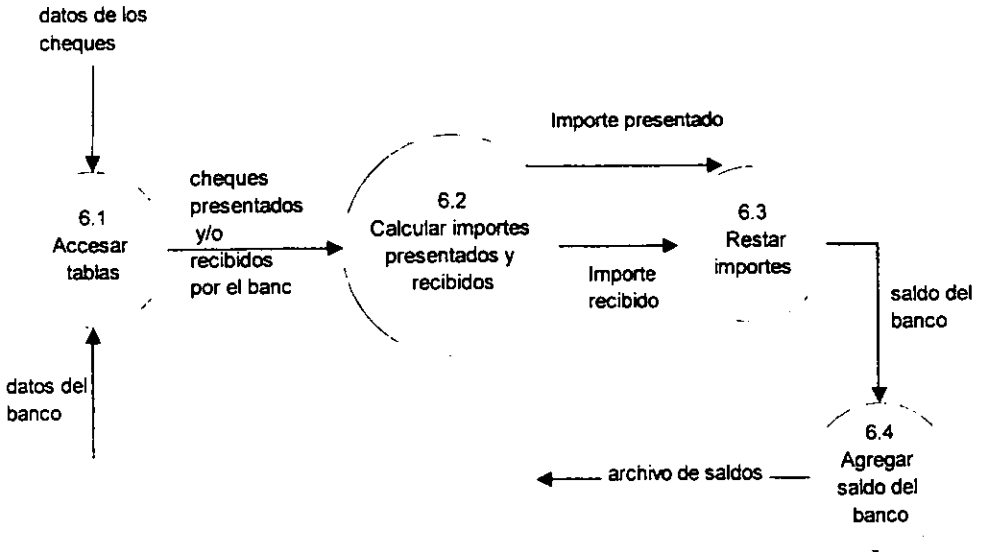 datos de los
cheques
Importe presentado
cheques
presentados
y/o
recibidos
por el banc
6.1
Accesar
tablas
6.2
Calcular importes
presentados y
recibidos
6.3
Restar
importes
Importe
recibido
saldo del
banco
datos del
banco
6.4
Agregar
saldo del
banco
archivo de saldos